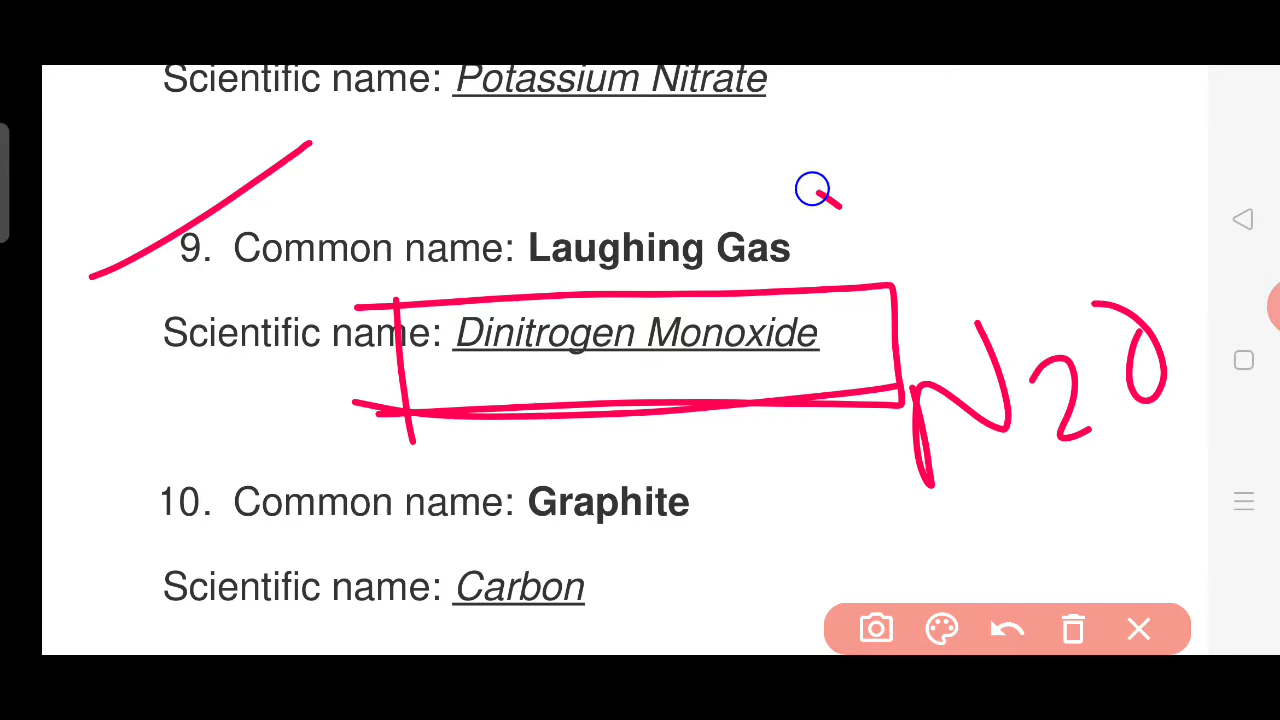 Scientific name: Potassium Nitrate
9. Common name: Laughing Gas
Scientific name: Dinitrogen Monoxide
N2O
10. Common name: Graphite
Scientific name: Carbon